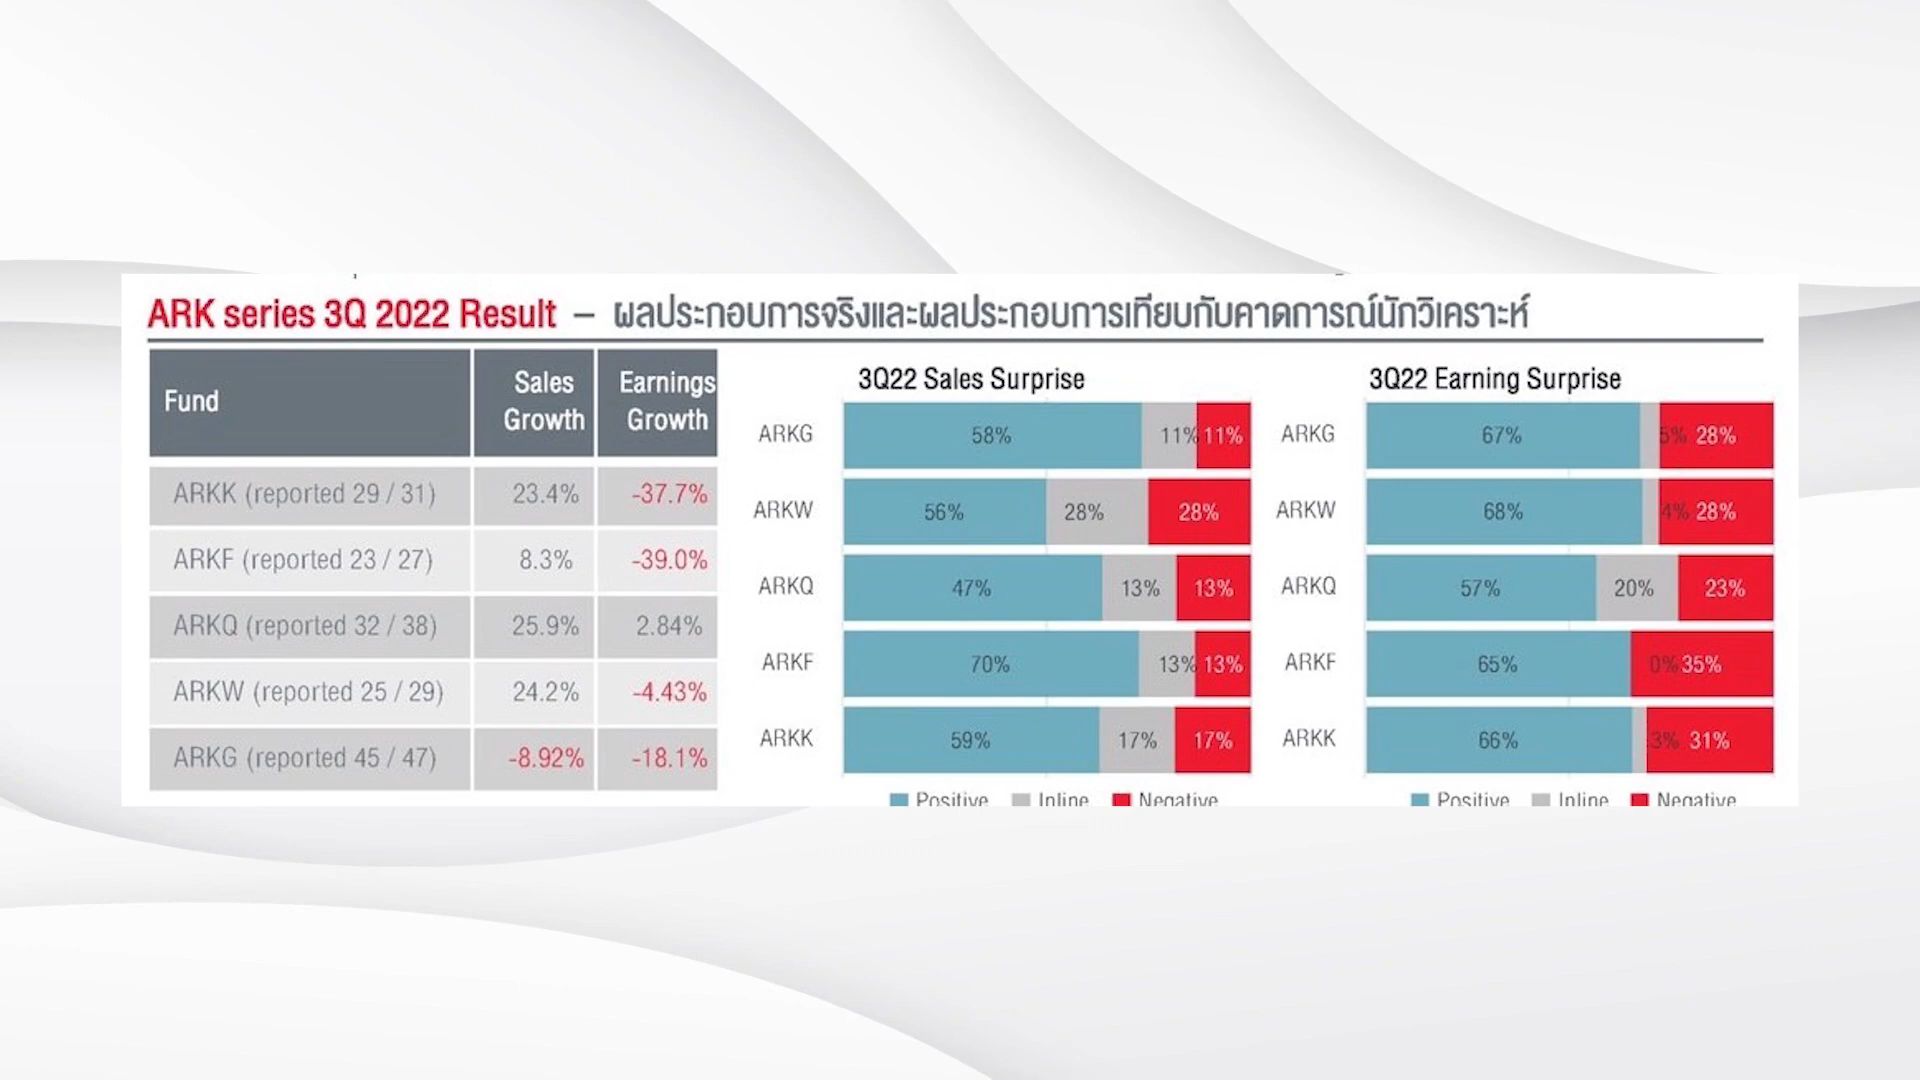 ARK series 3Q 2022 Result – ผลประกอบการจริงและผลประกอบการเทียบกับคาดการณ์นักวิเคราะห์
Fund Sales Growth Earnings Growth
ARKK (reported 29 / 31) 23.4% -37.7%
ARKF (reported 23 / 27) 8.3% -39.0%
ARKQ (reported 32 / 38) 25.9% 2.84%
ARKW (reported 25 / 29) 24.2% -4.43%
ARKG (reported 45 / 47) -8.92% -18.1%
3Q22 Sales Surprise
ARKG 58% 11% 11%
ARKW 56% 28% 28%
ARKQ 47% 13% 13%
ARKF 70% 13% 13%
ARKK 59% 17% 17%
Positive Inline Negative
3Q22 Earning Surprise
ARKG 67% 5% 28%
ARKW 68% 4% 28%
ARKQ 57% 20% 23%
ARKF 65% 0% 35%
ARKK 66% 3% 31%
Positive Inline Negative